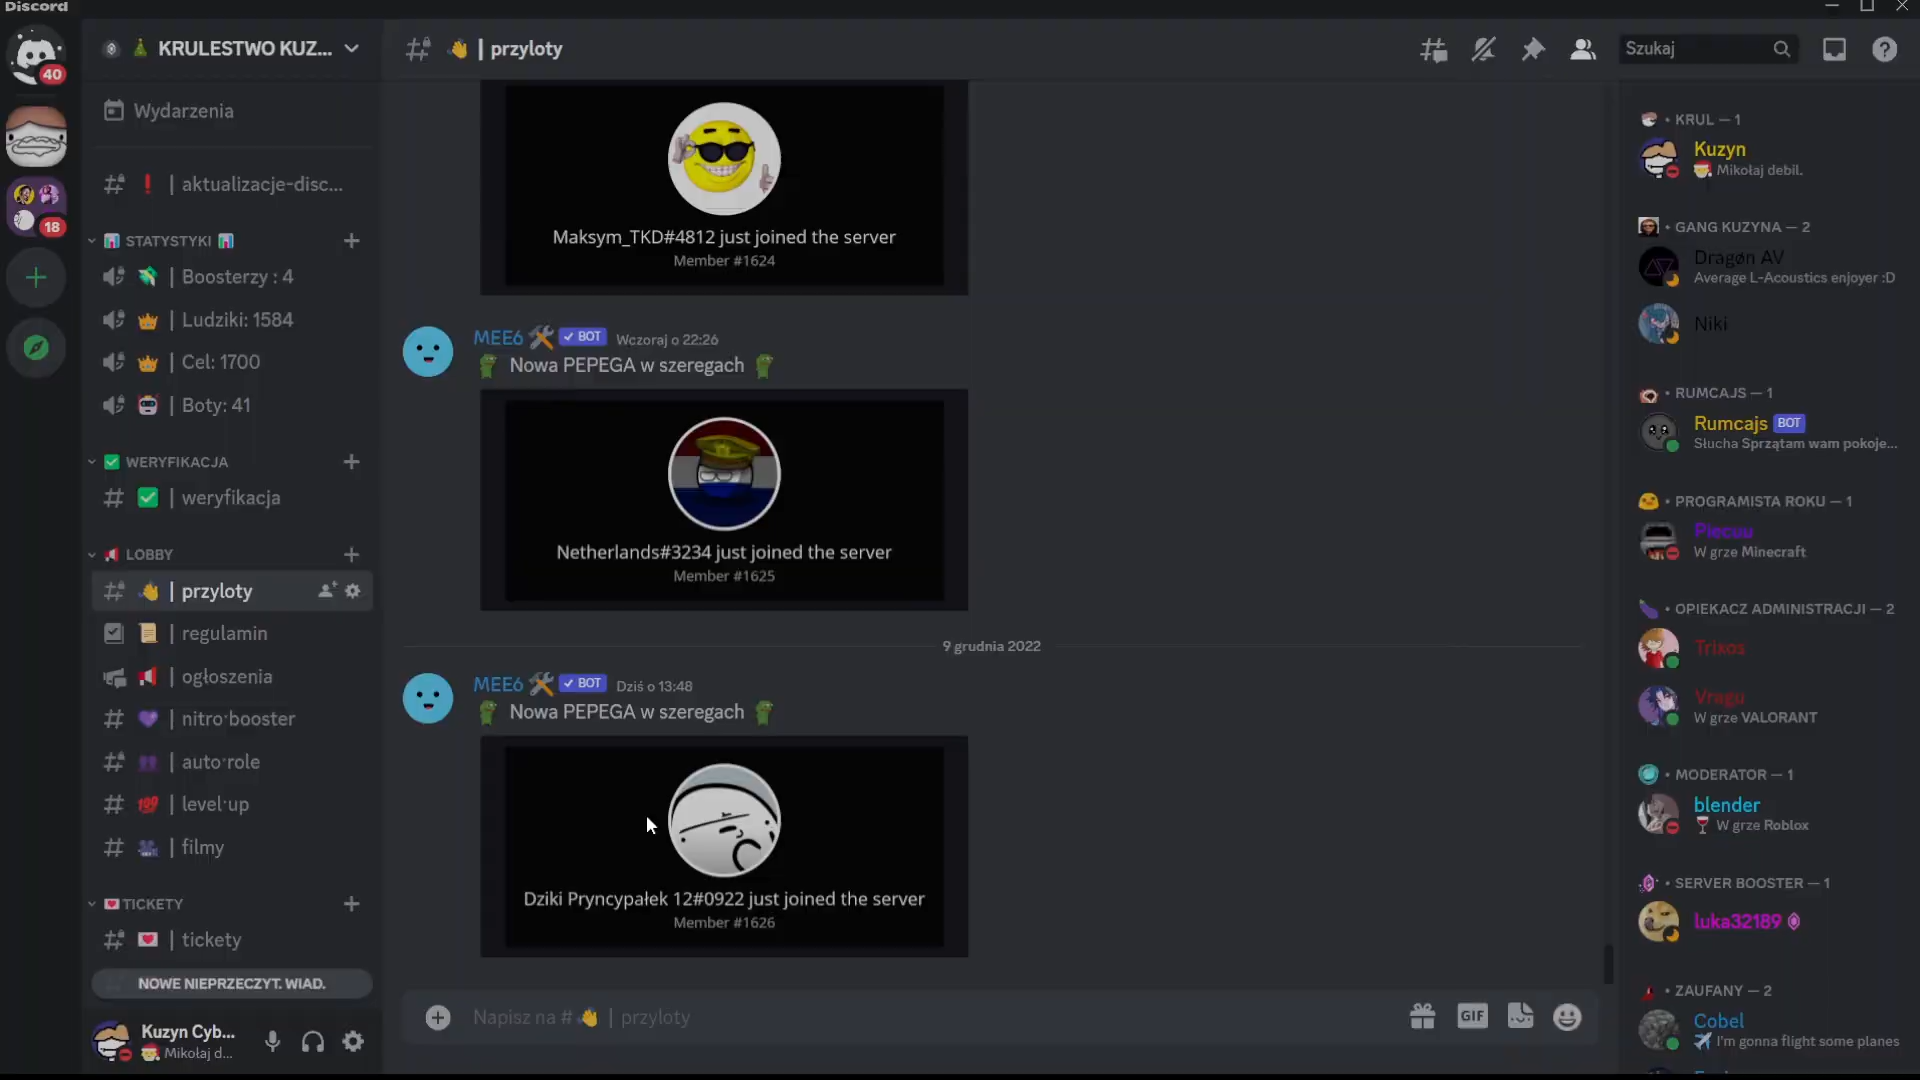 Discord
40
18
KRULESTWO KUZ...
Wydarzenia
| aktualizacje-disc...
STATYSTYKI
| Boosterzy : 4
| Ludziki: 1584
| Cel: 1700
| Boty: 41
WERYFIKACJA
| weryfikacja
LOBBY
| przyloty
| regulamin
| ogłoszenia
| nitro·booster
| auto·role
| level·up
| filmy
TICKETY
| tickety
NOWE NIEPRZECZYT. WIAD.
Kuzyn Cyb...
Mikołaj d...
| przyloty
Szukaj
Maksym_TKD#4812 just joined the server
Member #1624
MEE6 BOT Wczoraj o 22:26
Nowa PEPEGA w szeregach
Netherlands#3234 just joined the server
Member #1625
9 grudnia 2022
MEE6 BOT Dziś o 13:48
Nowa PEPEGA w szeregach
Dziki Pryncypałek 12#0922 just joined the server
Member #1626
Napisz na # | przyloty
GIF
• KRUL — 1
Kuzyn
Mikołaj debil.
• GANG KUZYNA — 2
Dragøn AV
Average L-Acoustics enjoyer :D
Niki
• RUMCAJS — 1
Rumcajs BOT
Słucha Sprzątam wam pokoje...
• PROGRAMISTA ROKU — 1
Piecuu
W grze Minecraft
• OPIEKACZ ADMINISTRACJI — 2
Trikos
Vragu
W grze VALORANT
• MODERATOR — 1
blender
W grze Roblox
• SERVER BOOSTER — 1
luka32189
• ZAUFANY — 2
Cobel
I'm gonna flight some planes